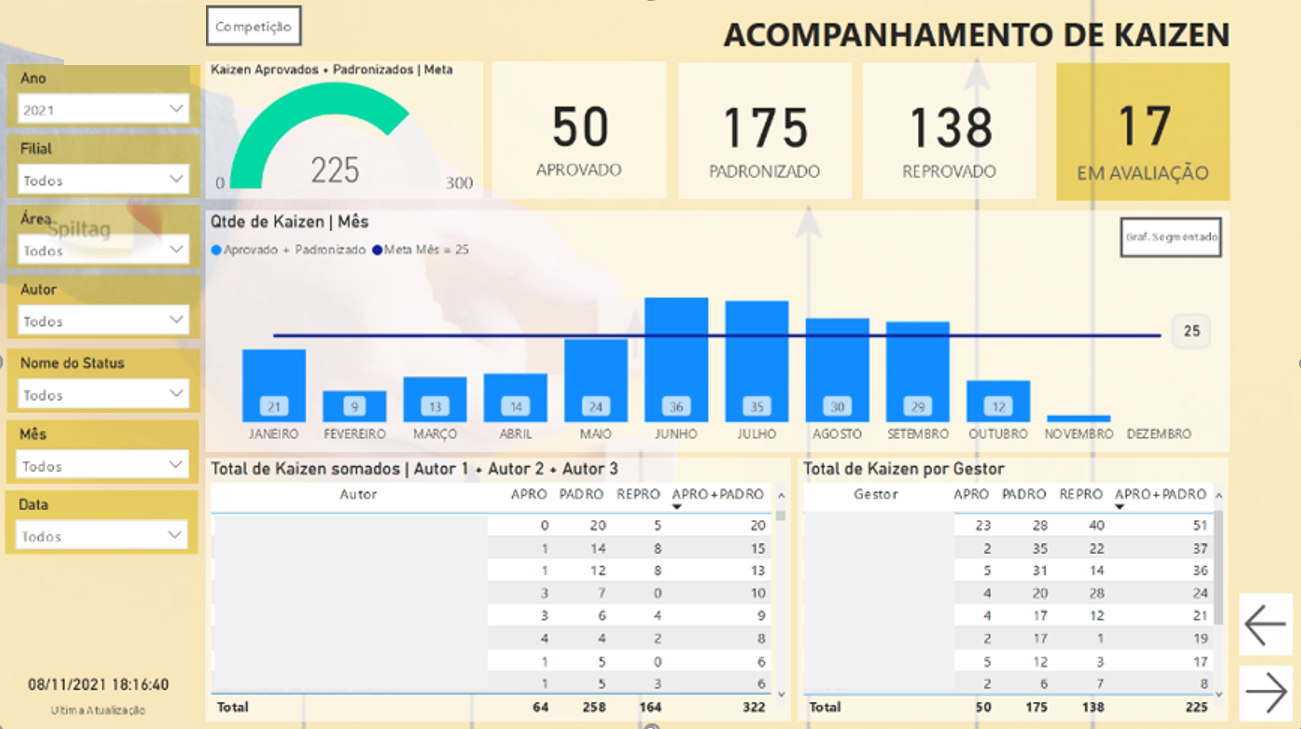 Competição
ACOMPANHAMENTO DE KAIZEN
Ano
2021
Filial
Todos
Área
Spiltag
Todos
Autor
Todos
Nome do Status
Todos
Mês
Todos
Data
Todos
08/11/2021 18:16:40
Ultima Atualização
Kaizen Aprovados + Padronizados | Meta
225
0
300
50
APROVADO
175
PADRONIZADO
138
REPROVADO
17
EM AVALIAÇÃO
Qtde de Kaizen | Mês
Aprovado + Padronizado Meta Mês = 25
Graf. Segmentado
25
21 9 13 14 24 36 35 30 29 12
JANEIRO FEVEREIRO MARÇO ABRIL MAIO JUNHO JULHO AGOSTO SETEMBRO OUTUBRO NOVEMBRO DEZEMBRO
Total de Kaizen somados | Autor 1 + Autor 2 + Autor 3
Autor APRO PADRO REPRO APRO+PADRO
0 20 5 20
1 14 8 15
1 12 8 13
3 7 0 10
3 6 4 9
4 4 2 8
1 5 0 6
1 5 3 6
Total 64 258 164 322
Total de Kaizen por Gestor
Gestor APRO PADRO REPRO APRO+PADRO
23 28 40 51
2 35 22 37
5 31 14 36
4 20 28 24
4 17 12 21
2 17 1 19
5 12 3 17
2 6 7 8
Total 50 175 138 225